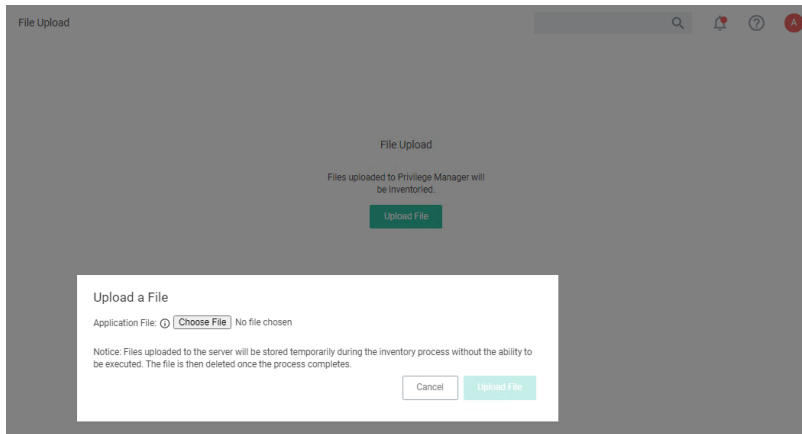 File Upload
A
File Upload
Files uploaded to Privilege Manager will
be inventoried.
Upload File
Upload a File
Application File: Choose File No file chosen
Notice: Files uploaded to the server will be stored temporarily during the inventory process without the ability to
be executed. The file is then deleted once the process completes.
Cancel Upload File